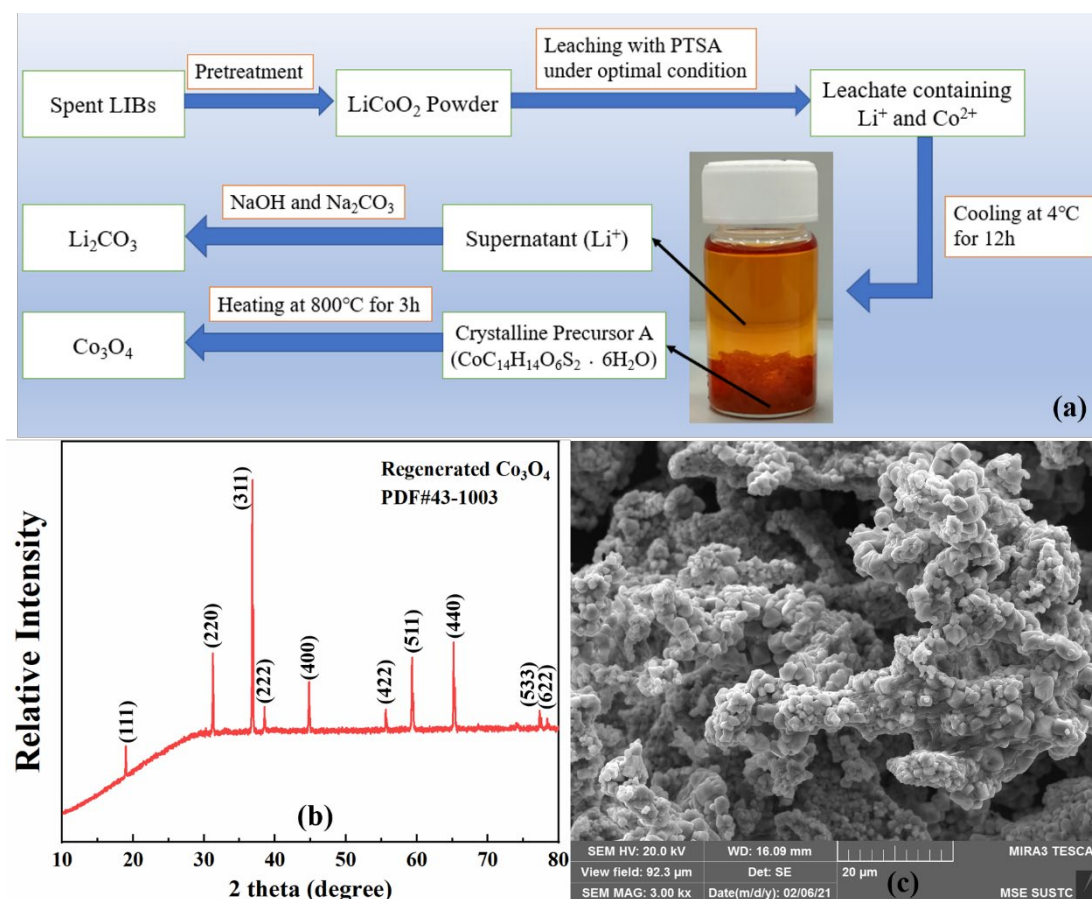 Pretreatment
Leaching with PTSA
under optimal condition
Spent LIBs
LiCoO₂ Powder
Leachate containing
Li⁺ and Co²⁺
Cooling at 4℃
for 12h
NaOH and Na₂CO₃
Li₂CO₃
Supernatant (Li⁺)
Heating at 800℃ for 3h
Co₃O₄
Crystalline Precursor A
(CoC₁₄H₁₄O₆S₂ · 6H₂O)
(a)
Relative Intensity
Regenerated Co₃O₄
PDF#43-1003
(111)
(220)
(311)
(222)
(400)
(422)
(511)
(440)
(533)
(622)
(b)
10 20 30 40 50 60 70 80
2 theta (degree)
SEM HV: 20.0 kV WD: 16.09 mm MIRA3 TESCA
View field: 92.3 µm Det: SE 20 µm
SEM MAG: 3.00 kx Date(m/d/y): 02/06/21 MSE SUSTC
(c)